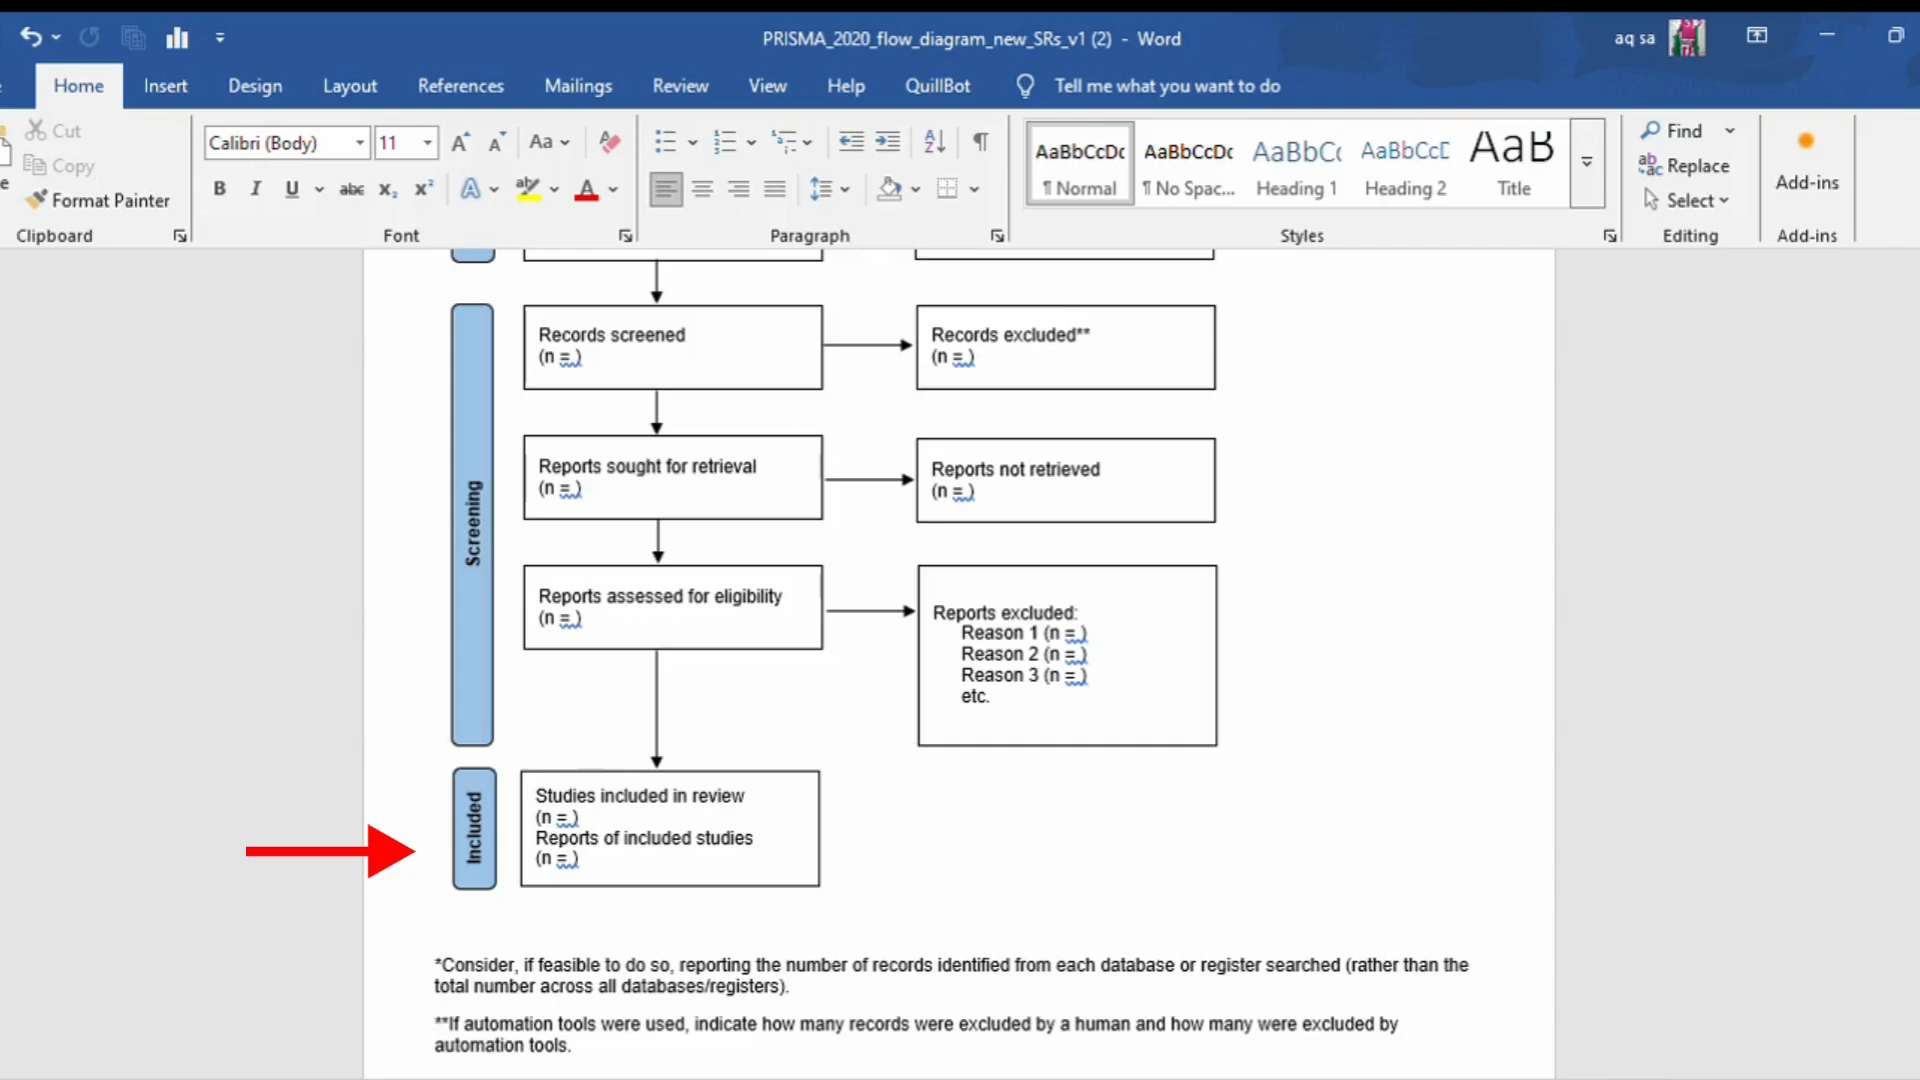 PRISMA_2020_flow_diagram_new_SRs_v1 (2) - Word
aq sa
Home Insert Design Layout References Mailings Review View Help QuillBot Tell me what you want to do
Cut
Copy
Format Painter
Clipboard
Calibri (Body) 11 Aa
B I U abc X₂ X² A ab A
Font
Paragraph
AaBbCcDc AaBbCcDc AaBbC AaBbCcD AaB
¶ Normal ¶ No Spac... Heading 1 Heading 2 Title
Styles
Find
Replace
Select
Editing
Add-ins
Add-ins
Screening
Records screened
(n = )
Records excluded**
(n = )
Reports sought for retrieval
(n = )
Reports not retrieved
(n = )
Reports assessed for eligibility
(n = )
Reports excluded:
Reason 1 (n = )
Reason 2 (n = )
Reason 3 (n = )
etc.
Included
Studies included in review
(n = )
Reports of included studies
(n = )
*Consider, if feasible to do so, reporting the number of records identified from each database or register searched (rather than the
total number across all databases/registers).
**If automation tools were used, indicate how many records were excluded by a human and how many were excluded by
automation tools.